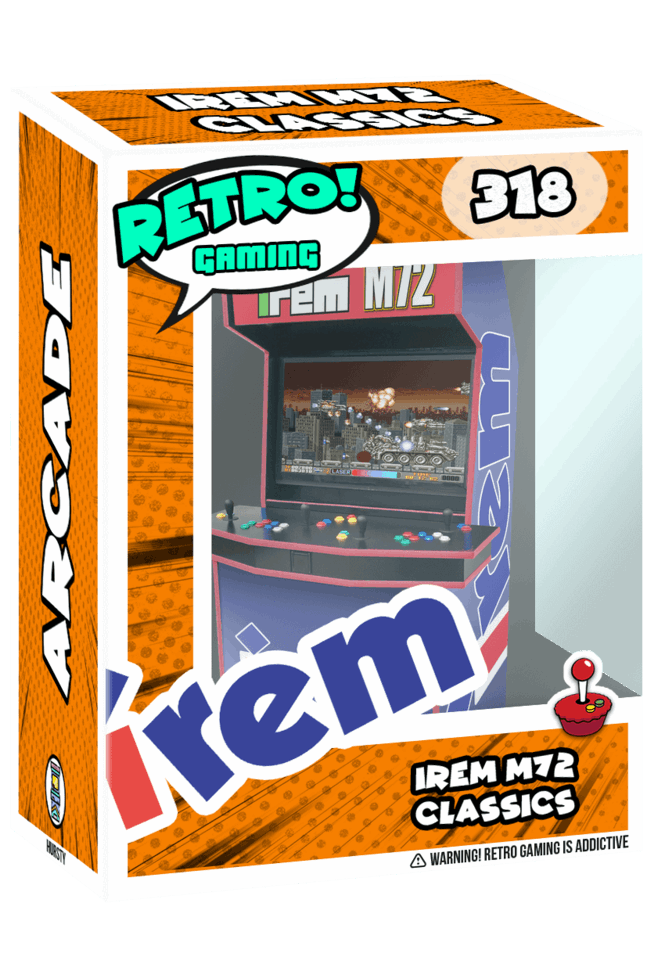 IREM M72
CLASSICS
RETRO!
GAMING
318
irem M72
irem
ARCADE
irem
IREM M72
CLASSICS
⚠ WARNING! RETRO GAMING IS ADDICTIVE
HURSTY